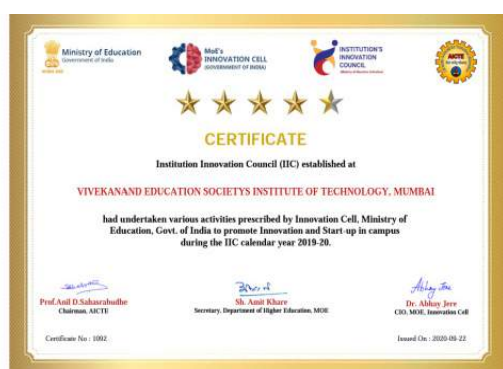 Ministry of Education
Government of India
MoE's
INNOVATION CELL
(GOVERNMENT OF INDIA)
INSTITUTION'S
INNOVATION
COUNCIL
AICTE
CERTIFICATE
Institution Innovation Council (IIC) established at
VIVEKANAND EDUCATION SOCIETYS INSTITUTE OF TECHNOLOGY, MUMBAI
had undertaken various activities prescribed by Innovation Cell, Ministry of
Education, Govt. of India to promote Innovation and Start-up in campus
during the IIC calendar year 2019-20.
Prof.Anil D.Sahasrabudhe
Chairman, AICTE
Sh. Amit Khare
Secretary, Department of Higher Education, MOE
Abhay Jere
Dr. Abhay Jere
CIO, MOE, Innovation Cell
Certificate No : 1092
Issued On : 2020-09-22